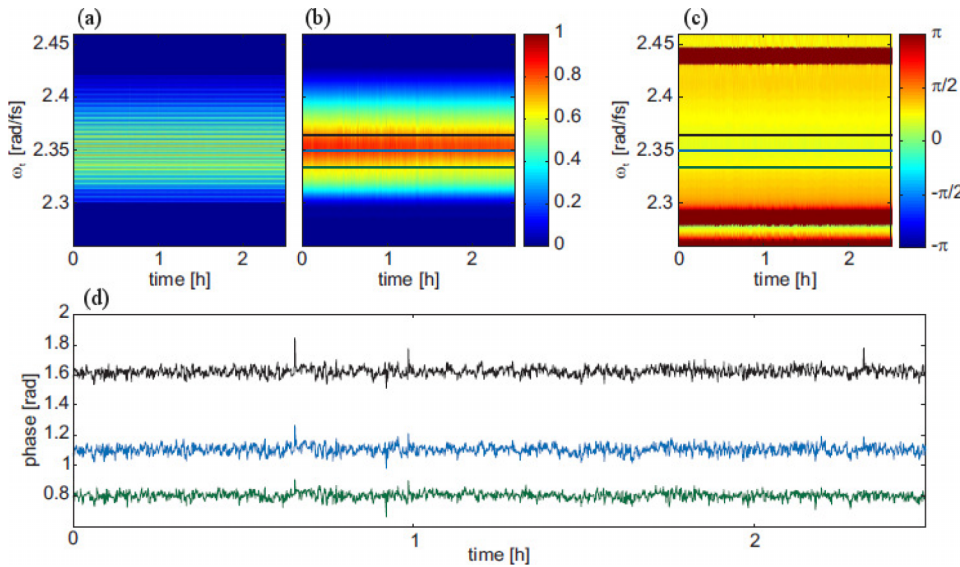 (a)
(b)
(c)
2.45
2.4
2.35
2.3
ωt [rad/fs]
0 1 2
time [h]
0 1 2
time [h]
1
0.8
0.6
0.4
0.2
0
2.45
2.4
2.35
2.3
ωt [rad/fs]
0 1 2
time [h]
π
π/2
0
-π/2
-π
(d)
2
1.8
1.6
1.4
1.2
1
0.8
phase [rad]
0 1 2
time [h]